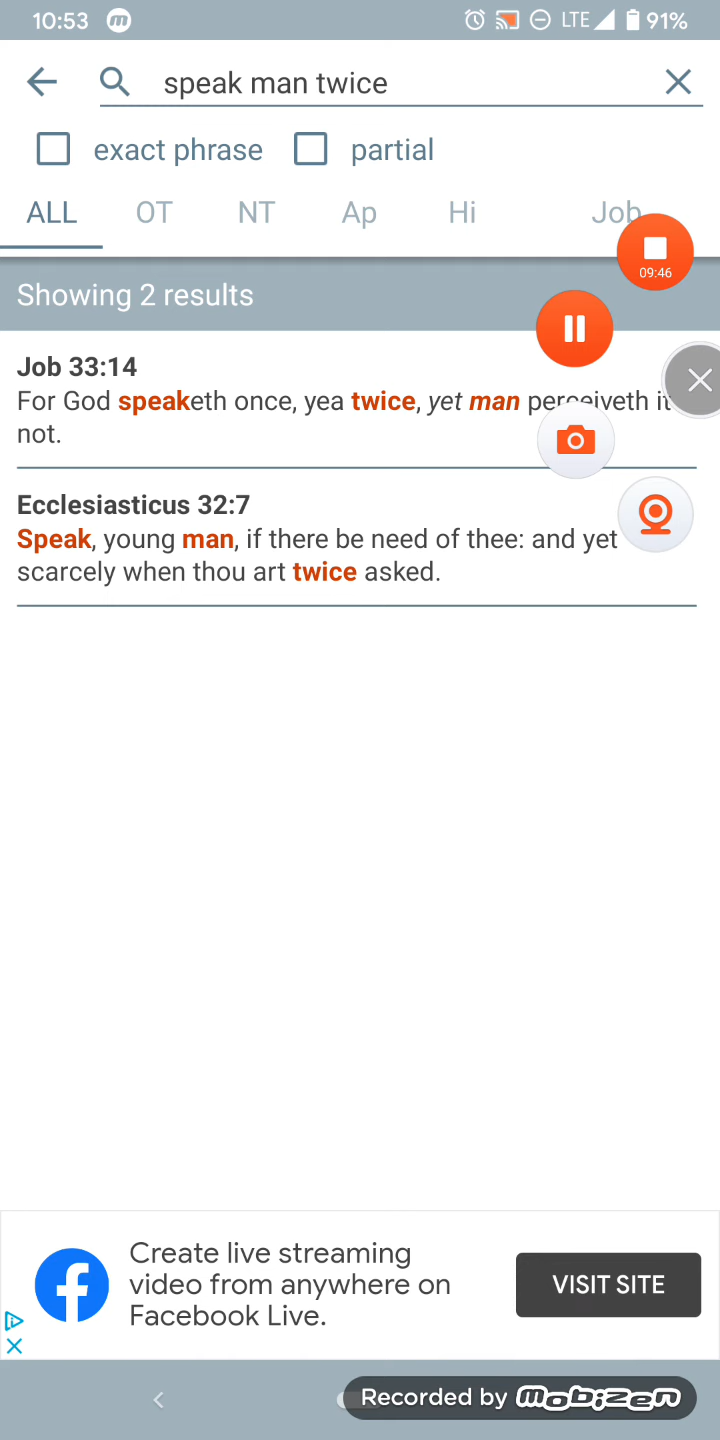 10:53 m LTE 91%
speak man twice
exact phrase partial
ALL OT NT Ap Hi Job
09:46
Showing 2 results
Job 33:14
For God speaketh once, yea twice, yet man perceiveth it
not.
Ecclesiasticus 32:7
Speak, young man, if there be need of thee: and yet
scarcely when thou art twice asked.
Create live streaming
video from anywhere on
Facebook Live.
VISIT SITE
Recorded by mobizen